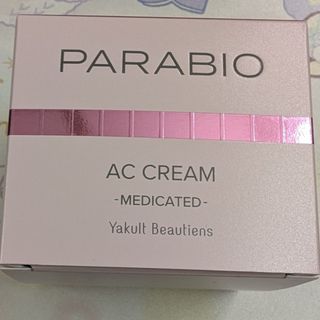 PARABIO
AC CREAM
-MEDICATED-
Yakult Beautiens